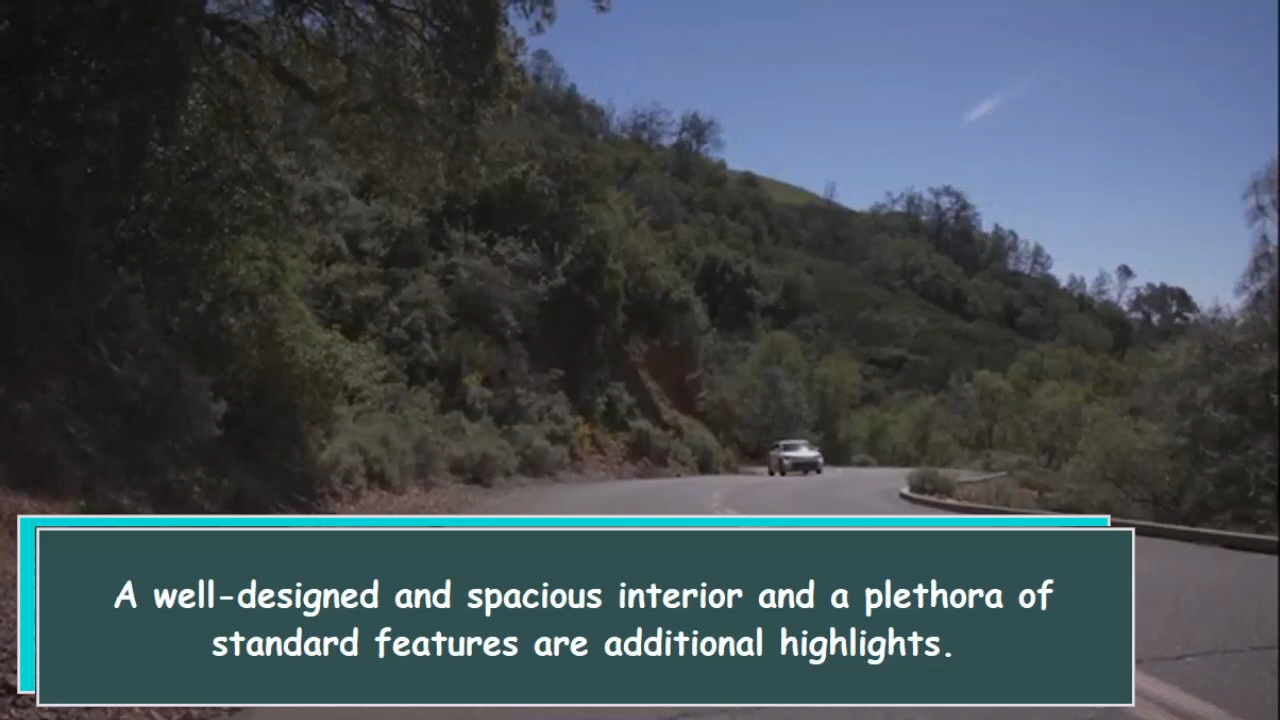 A well-designed and spacious interior and a plethora of
standard features are additional highlights.